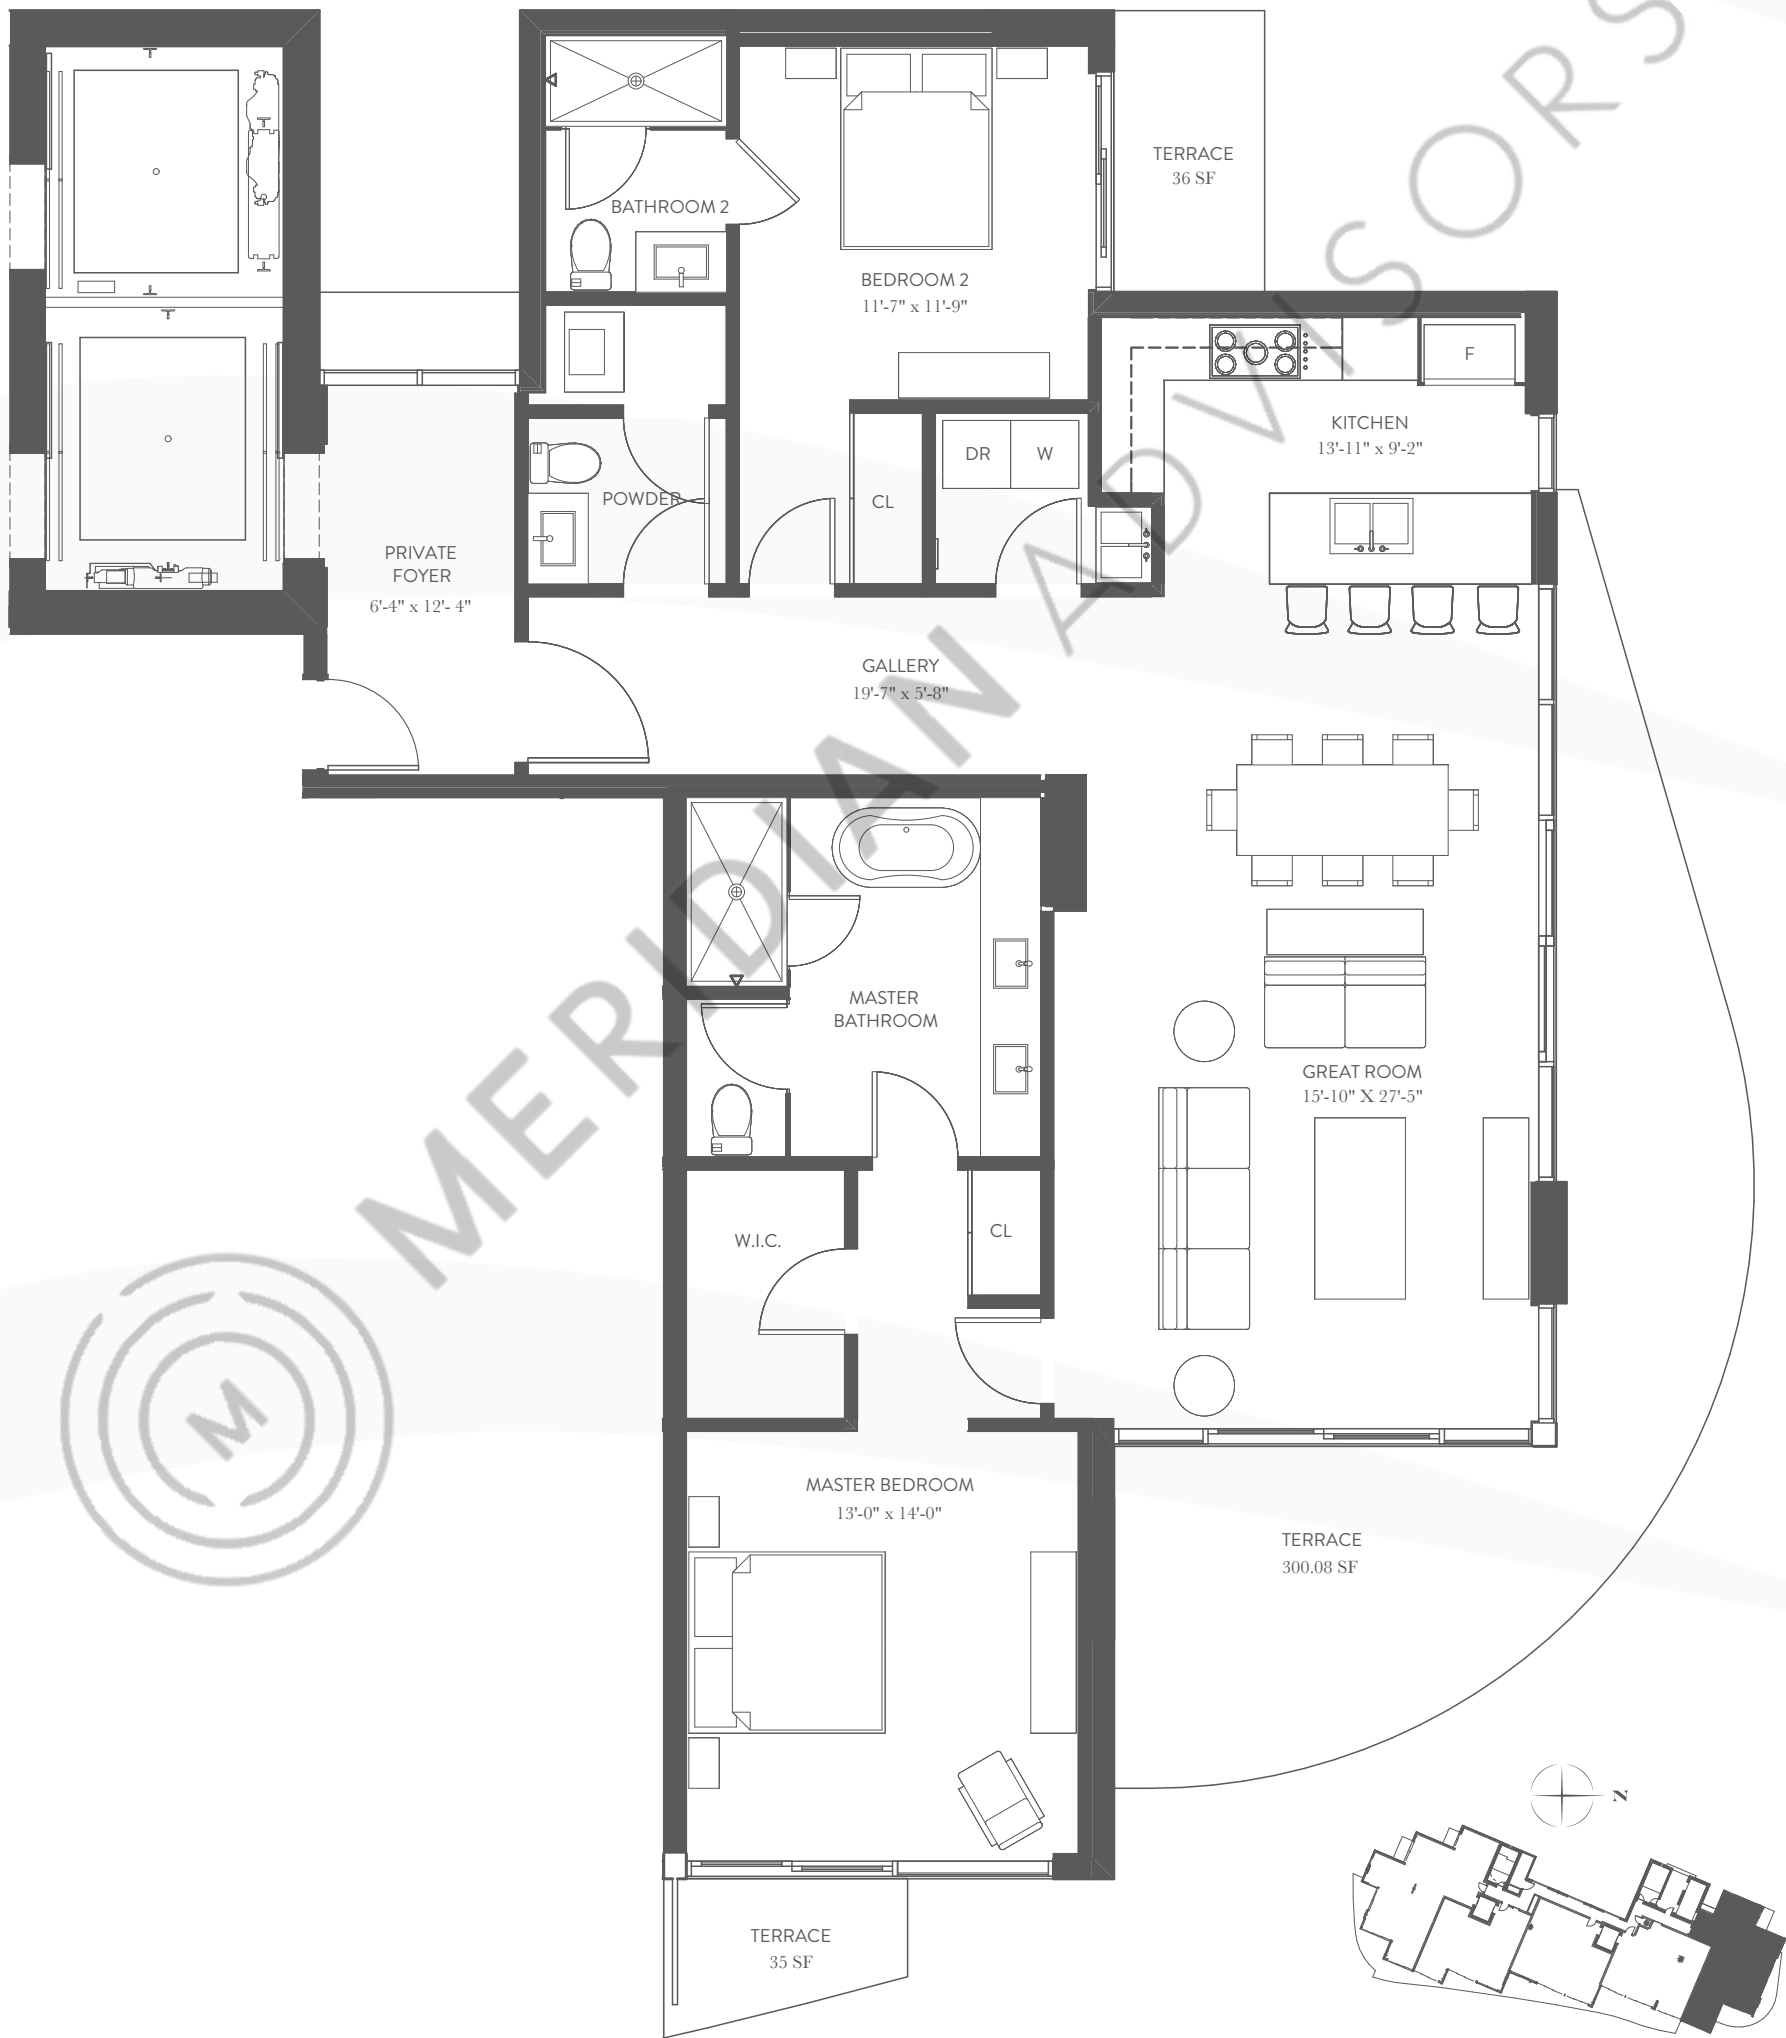 TERRACE
36 SF
BATHROOM 2
BEDROOM 2
11'-7" x 11'-9"
F
KITCHEN
13'-11" x 9'-2"
DR
W
CL
POWDER
PRIVATE
FOYER
6'-4" x 12'- 4"
GALLERY
19'-7" x 5'-8"
MASTER
BATHROOM
GREAT ROOM
15'-10" X 27'-5"
W.I.C.
CL
MASTER BEDROOM
13'-0" x 14'-0"
TERRACE
300.08 SF
TERRACE
35 SF
N
M
MERIDIAN ADVISORS